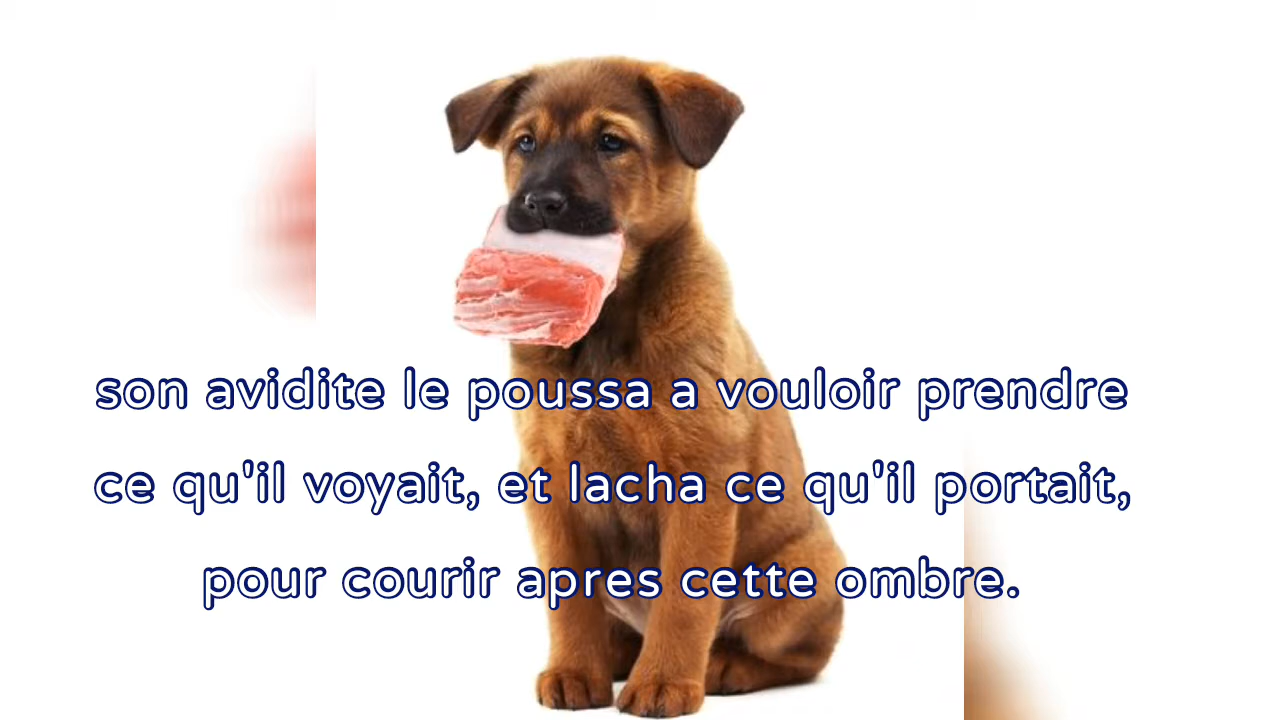 son avidite le poussa a vouloir prendre
ce qu'il voyait, et lacha ce qu'il portait,
pour courir apres cette ombre.